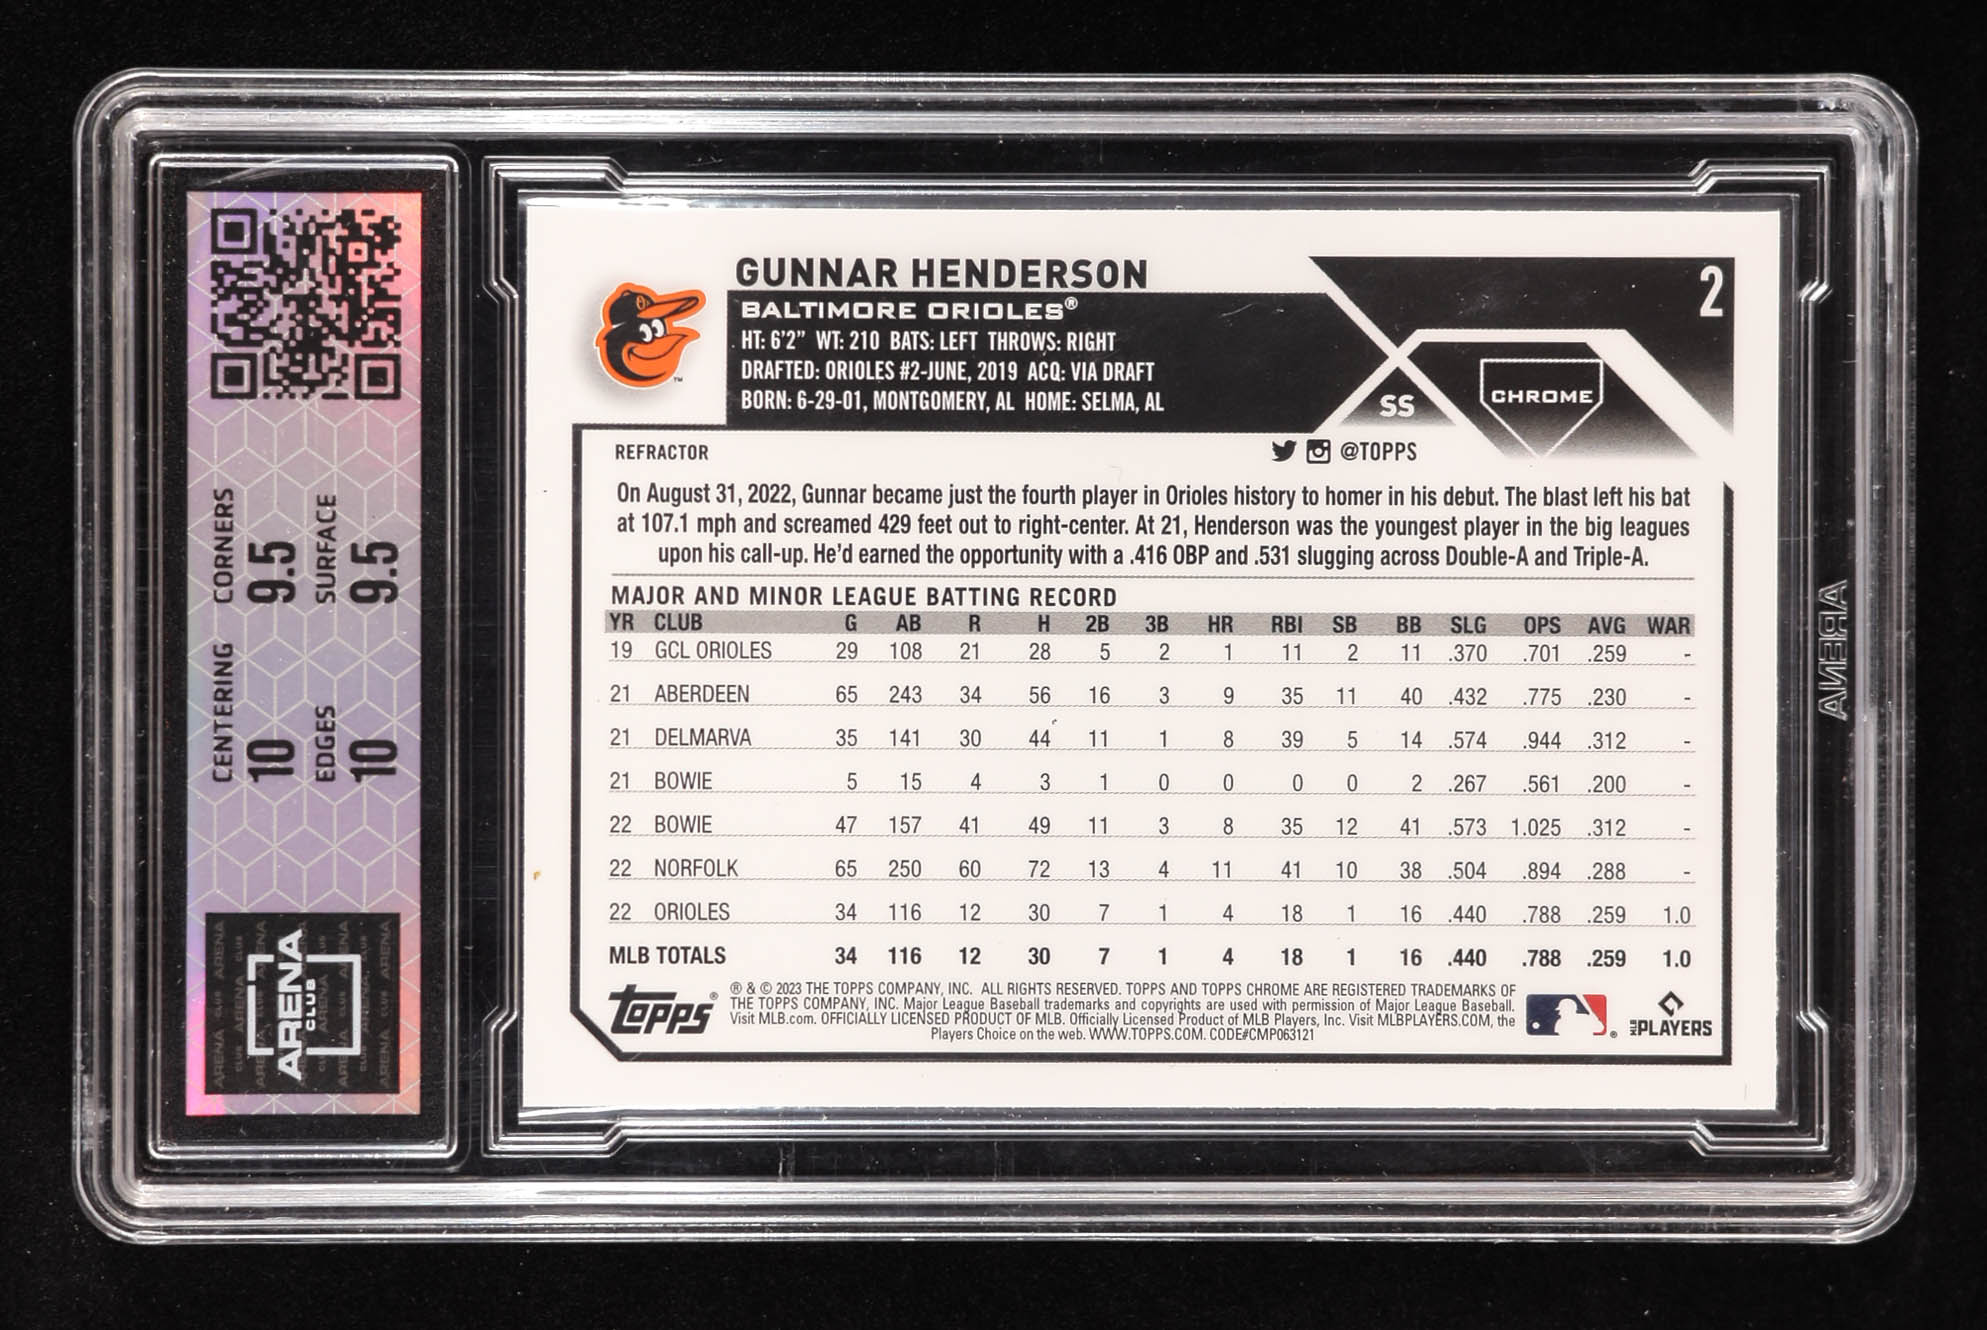 CENTERING CORNERS
10 9.5
EDGES SURFACE
10 9.5
ARENA
CLUB
GUNNAR HENDERSON
2
BALTIMORE ORIOLES®
HT: 6'2" WT: 210 BATS: LEFT THROWS: RIGHT
DRAFTED: ORIOLES #2-JUNE, 2019 ACQ: VIA DRAFT
BORN: 6-29-01, MONTGOMERY, AL HOME: SELMA, AL
SS
CHROME
REFRACTOR
@TOPPS
On August 31, 2022, Gunnar became just the fourth player in Orioles history to homer in his debut. The blast left his bat
at 107.1 mph and screamed 429 feet out to right-center. At 21, Henderson was the youngest player in the big leagues
upon his call-up. He'd earned the opportunity with a .416 OBP and .531 slugging across Double-A and Triple-A.
MAJOR AND MINOR LEAGUE BATTING RECORD
YR CLUB G AB R H 2B 3B HR RBI SB BB SLG OPS AVG WAR
19 GCL ORIOLES 29 108 21 28 5 2 1 11 2 11 .370 .701 .259 -
21 ABERDEEN 65 243 34 56 16 3 9 35 11 40 .432 .775 .230 -
21 DELMARVA 35 141 30 44 11 1 8 39 5 14 .574 .944 .312 -
21 BOWIE 5 15 4 3 1 0 0 0 0 2 .267 .561 .200 -
22 BOWIE 47 157 41 49 11 3 8 35 12 41 .573 1.025 .312 -
22 NORFOLK 65 250 60 72 13 4 11 41 10 38 .504 .894 .288 -
22 ORIOLES 34 116 12 30 7 1 4 18 1 16 .440 .788 .259 1.0
MLB TOTALS 34 116 12 30 7 1 4 18 1 16 .440 .788 .259 1.0
Topps®
® & © 2023 THE TOPPS COMPANY, INC. ALL RIGHTS RESERVED. TOPPS AND TOPPS CHROME ARE REGISTERED TRADEMARKS OF
THE TOPPS COMPANY, INC. Major League Baseball trademarks and copyrights are used with permission of Major League Baseball.
Visit MLB.com. OFFICIALLY LICENSED PRODUCT OF MLB. Officially Licensed Product of MLB Players, Inc. Visit MLBPLAYERS.COM, the
Players Choice on the web. WWW.TOPPS.COM. CODE#CMP063121
MLB PLAYERS
ARENA